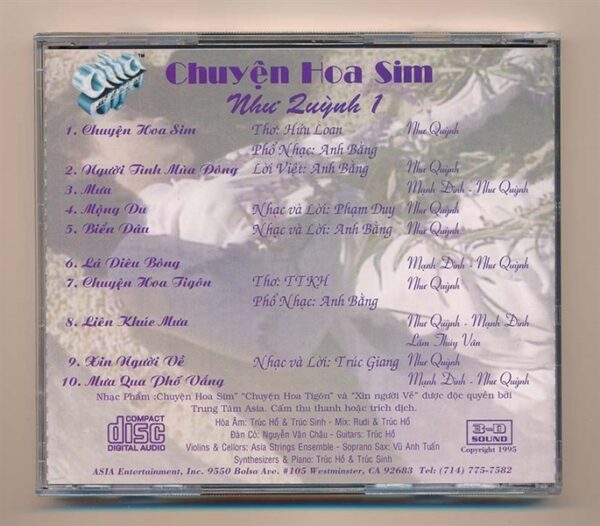 asia
Chuyện Hoa Sim
Như Quỳnh 1
1. Chuyện Hoa Sim Thơ: Hữu Loan Như Quỳnh
Phổ Nhạc: Anh Bằng
2. Người Tình Mùa Đông Lời Việt: Anh Bằng Như Quỳnh
3. Mưa Mạnh Đình - Như Quỳnh
4. Mộng Du Nhạc và Lời: Phạm Duy Như Quỳnh
5. Biển Dâu Nhạc và Lời: Anh Bằng Như Quỳnh
6. Lá Diêu Bông Mạnh Đình - Như Quỳnh
7. Chuyện Hoa Tigôn Thơ: TTKH Như Quỳnh
Phổ Nhạc: Anh Bằng
8. Liên Khúc Mưa Như Quỳnh - Mạnh Đình
Lâm Thúy Vân
9. Xin Người Về Nhạc và Lời: Trúc Giang Như Quỳnh
10. Mưa Qua Phố Vắng Mạnh Đình - Như Quỳnh
Nhạc Phẩm :Chuyện Hoa Sim" "Chuyện Hoa Tigôn" và "Xin người Về" được độc quyền bởi
Trung Tâm Asia. Cấm thu thanh hoặc trích dịch.
Hòa Âm: Trúc Hồ & Trúc Sinh - Mix: Rudi & Trúc Hồ
Đàn Cò: Nguyễn Văn Châu - Guitars: Trúc Hồ
Violins & Cellors: Asia Strings Ensemble - Soprano Sax: Vũ Anh Tuấn
Synthesizers & Piano: Trúc Hồ & Trúc Sinh
COMPACT
disc
DIGITAL AUDIO
3-D
SOUND
Copyright 1995
ASIA Entertainment, Inc. 9550 Bolsa Ave. #105 Westminster, CA 92683 Tel: (714) 775-7582